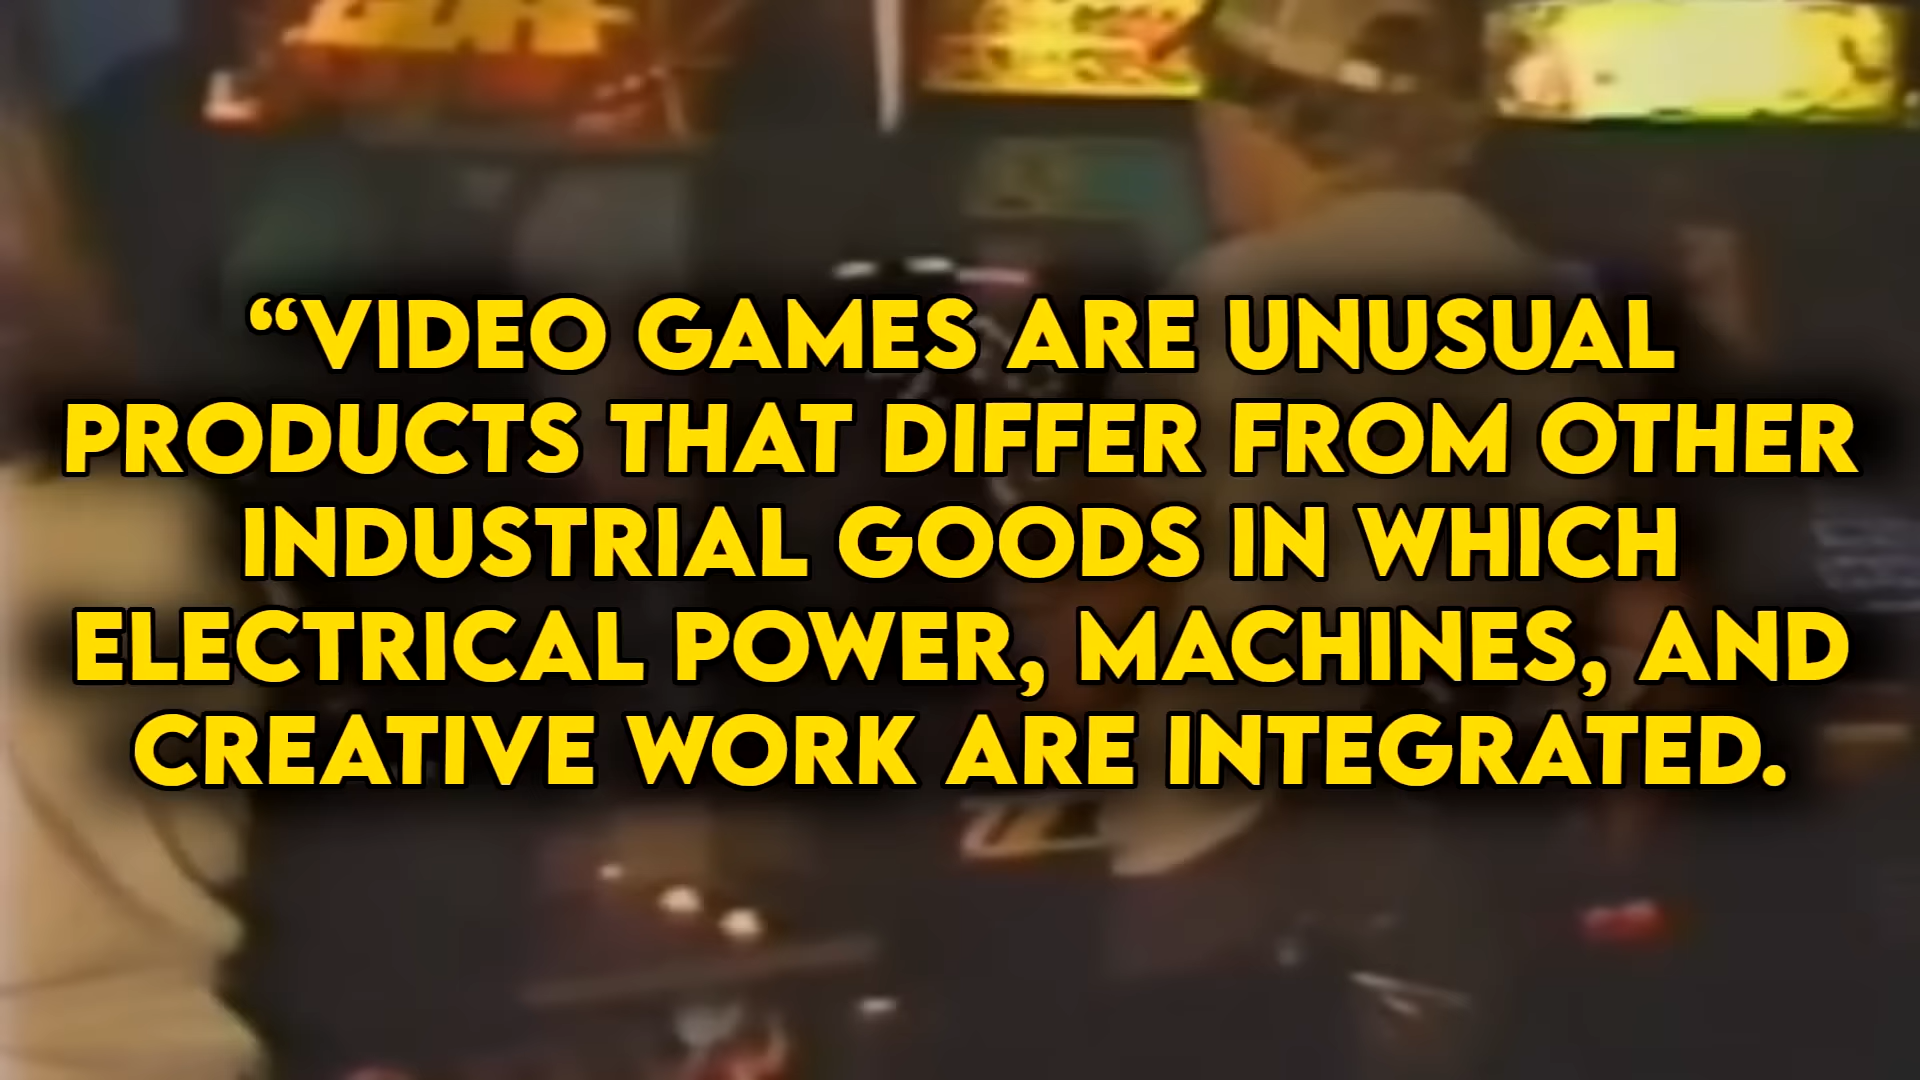 “VIDEO GAMES ARE UNUSUAL
PRODUCTS THAT DIFFER FROM OTHER
INDUSTRIAL GOODS IN WHICH
ELECTRICAL POWER, MACHINES, AND
CREATIVE WORK ARE INTEGRATED.